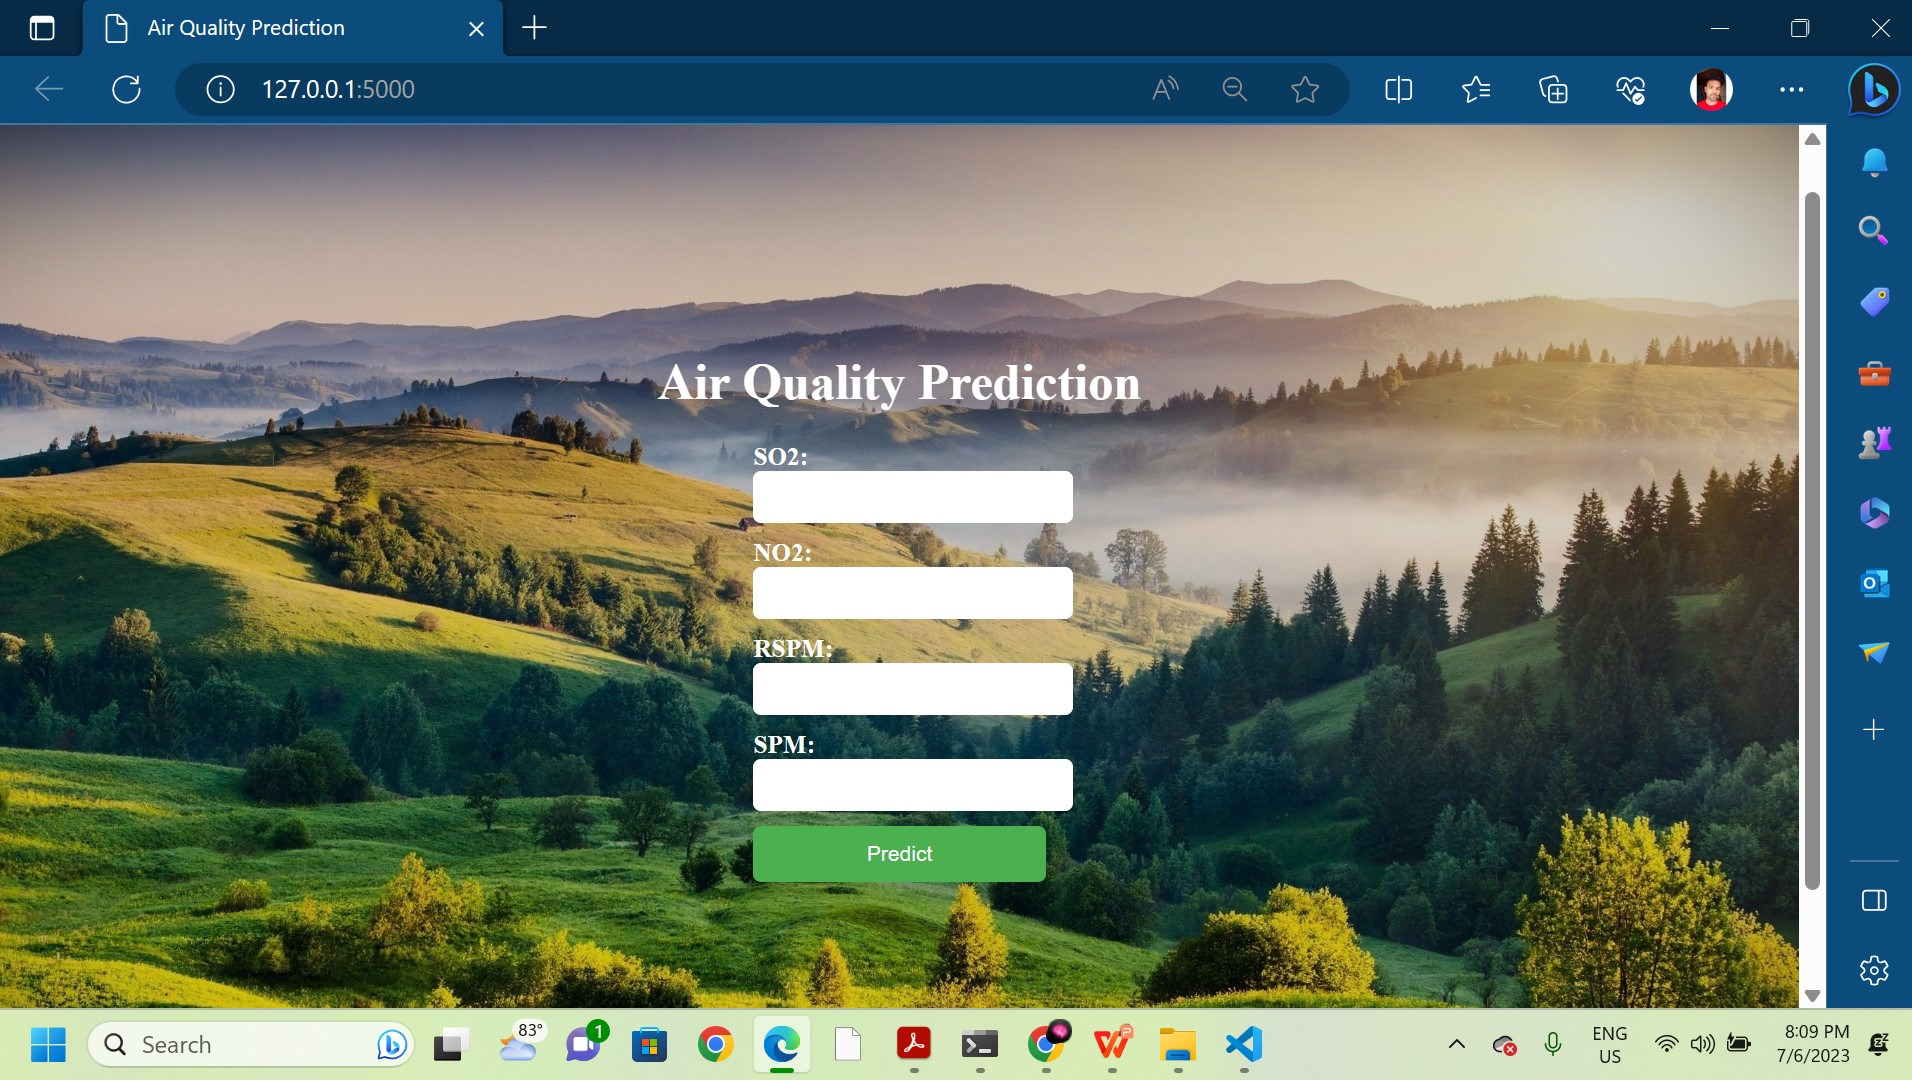 Air Quality Prediction
127.0.0.1:5000
Air Quality Prediction
SO2:
NO2:
RSPM:
SPM:
Predict
Search
83°
1
ENG
US
8:09 PM
7/6/2023